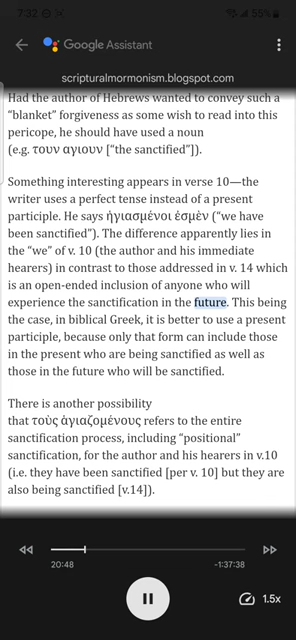 7:32
55%
Google Assistant
scripturalmormonism.blogspot.com
Had the author of Hebrews wanted to convey such a
"blanket" forgiveness as some wish to read into this
pericope, he should have used a noun
(e.g. τουν αγιουν ["the sanctified"]).
Something interesting appears in verse 10—the
writer uses a perfect tense instead of a present
participle. He says ἡγιασμένοι ἐσμὲν ("we have
been sanctified"). The difference apparently lies in
the "we" of v. 10 (the author and his immediate
hearers) in contrast to those addressed in v. 14 which
is an open-ended inclusion of anyone who will
experience the sanctification in the future. This being
the case, in biblical Greek, it is better to use a present
participle, because only that form can include those
in the present who are being sanctified as well as
those in the future who will be sanctified.
There is another possibility
that τοὺς ἁγιαζομένους refers to the entire
sanctification process, including "positional"
sanctification, for the author and his hearers in v.10
(i.e. they have been sanctified [per v. 10] but they are
also being sanctified [v.14]).
20:48
-1:37:38
1.5x